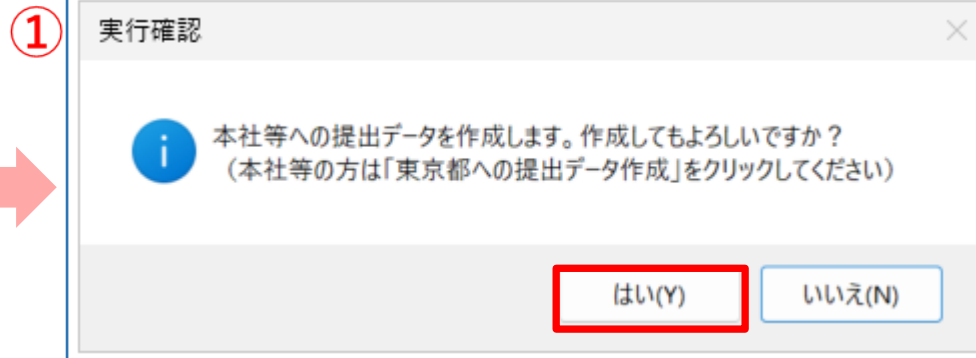 ①
実行確認
本社等への提出データを作成します。作成してもよろしいですか？
（本社等の方は「東京都への提出データ作成」をクリックしてください）
はい(Y)
いいえ(N)